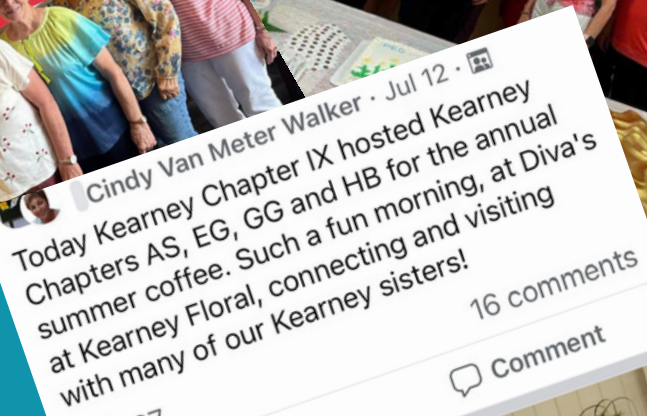 Cindy Van Meter Walker · Jul 12 ·
Today Kearney Chapter IX hosted Kearney
Chapters AS, EG, GG and HB for the annual
summer coffee. Such a fun morning, at Diva's
at Kearney Floral, connecting and visiting
with many of our Kearney sisters!
16 comments
Comment